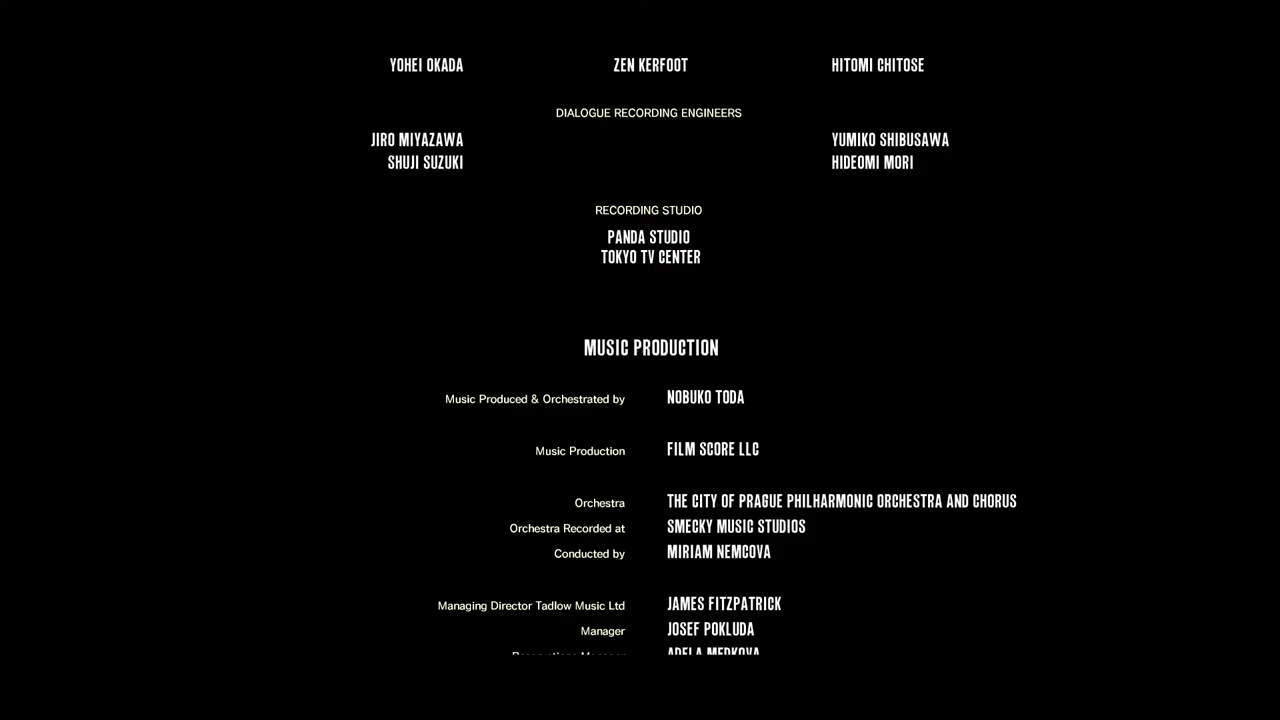 YOHEI OKADA ZEN KERFOOT HITOMI CHITOSE
DIALOGUE RECORDING ENGINEERS
JIRO MIYAZAWA YUMIKO SHIBUSAWA
SHUJI SUZUKI HIDEOMI MORI
RECORDING STUDIO
PANDA STUDIO
TOKYO TV CENTER
MUSIC PRODUCTION
Music Produced & Orchestrated by NOBUKO TODA
Music Production FILM SCORE LLC
Orchestra THE CITY OF PRAGUE PHILHARMONIC ORCHESTRA AND CHORUS
Orchestra Recorded at SMECKY MUSIC STUDIOS
Conducted by MIRIAM NEMCOVA
Managing Director Tadlow Music Ltd JAMES FITZPATRICK
Manager JOSEF POKLUDA
Manager ADELA